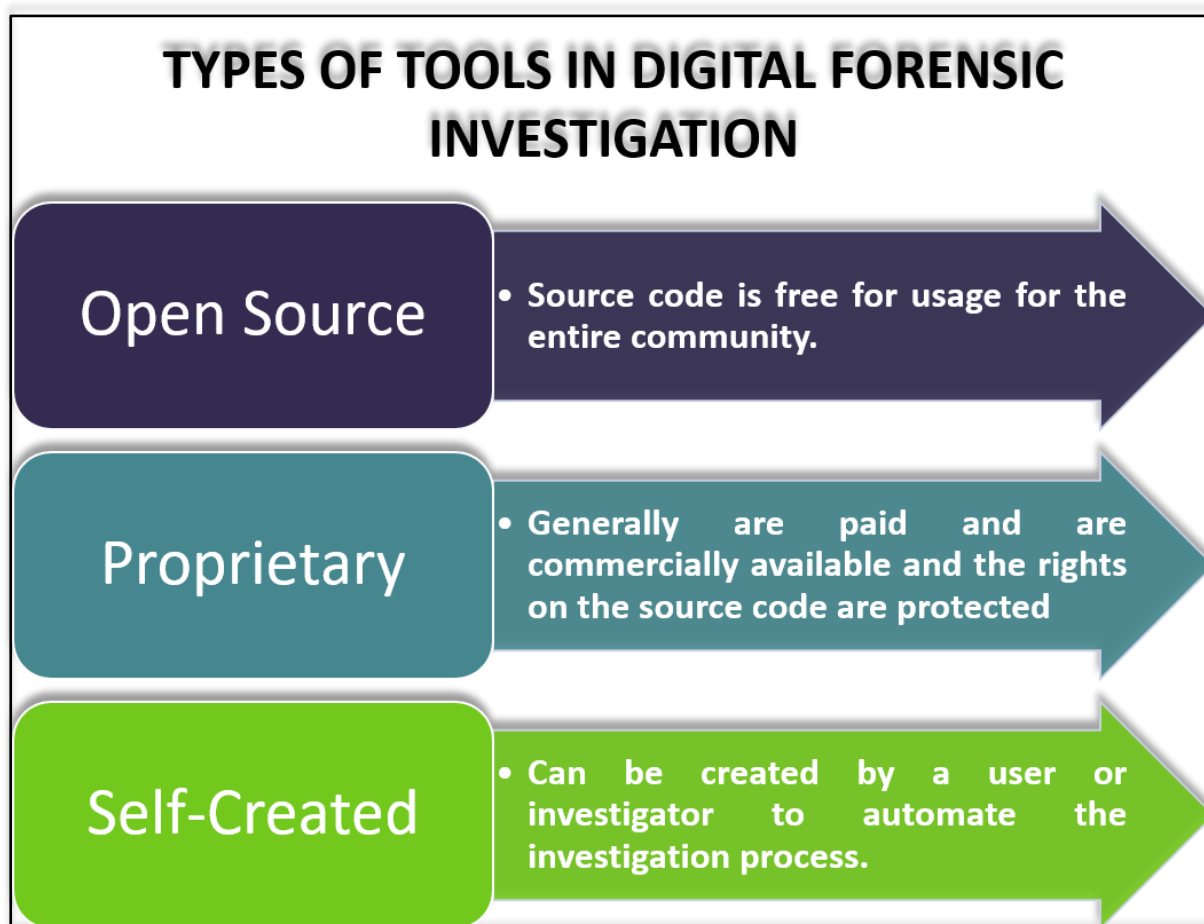 TYPES OF TOOLS IN DIGITAL FORENSIC
INVESTIGATION
Open Source
• Source code is free for usage for the
entire community.
Proprietary
• Generally are paid and are
commercially available and the rights
on the source code are protected
Self-Created
• Can be created by a user or
investigator to automate the
investigation process.